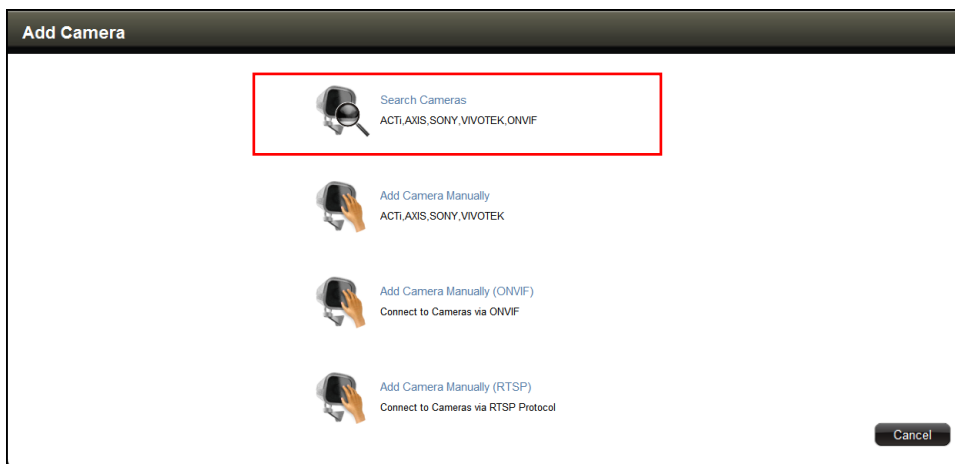 Add Camera
Search Cameras
ACTi,AXIS,SONY,VIVOTEK,ONVIF
Add Camera Manually
ACTi,AXIS,SONY,VIVOTEK
Add Camera Manually (ONVIF)
Connect to Cameras via ONVIF
Add Camera Manually (RTSP)
Connect to Cameras via RTSP Protocol
Cancel